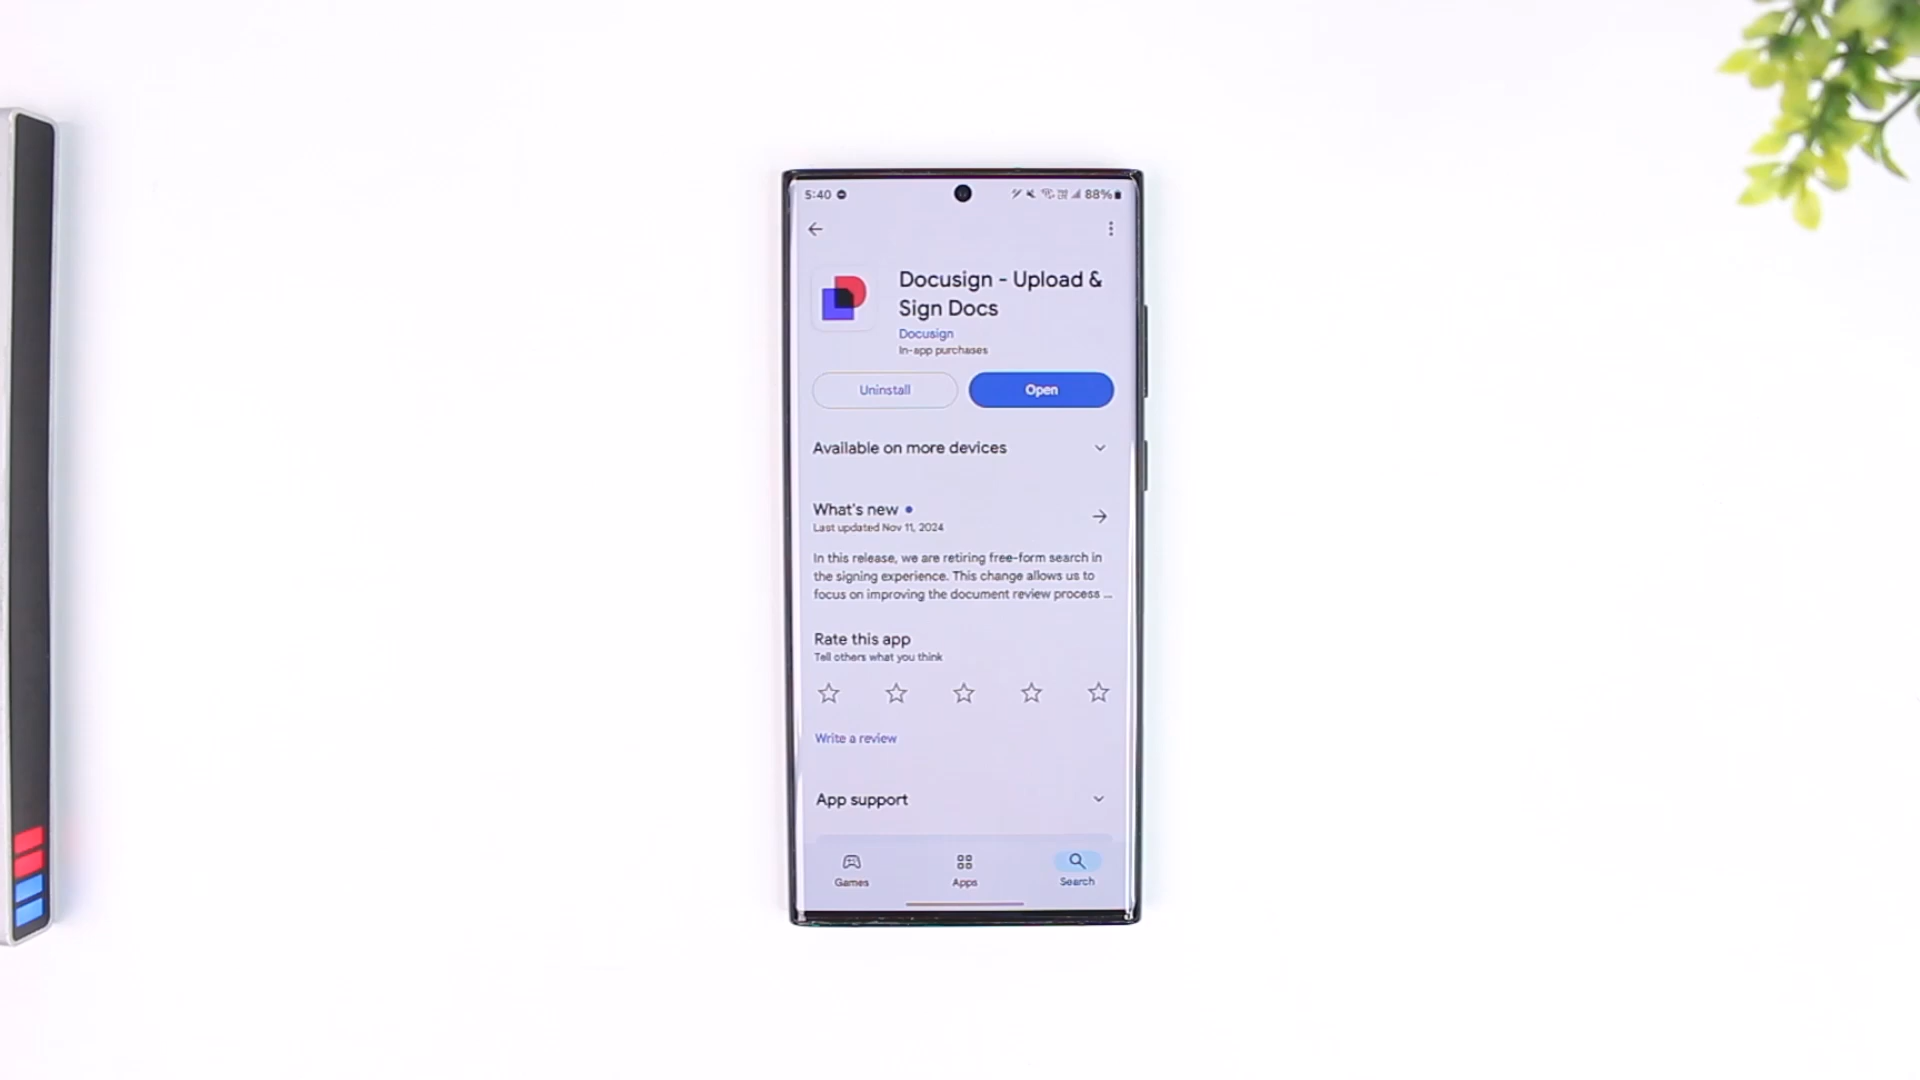 5:40
88%
Docusign - Upload &
Sign Docs
Docusign
In-app purchases
Uninstall
Open
Available on more devices
What's new
Last updated Nov 11, 2024
In this release, we are retiring free-form search in
the signing experience. This change allows us to
focus on improving the document review process ...
Rate this app
Tell others what you think
Write a review
App support
Games
Apps
Search